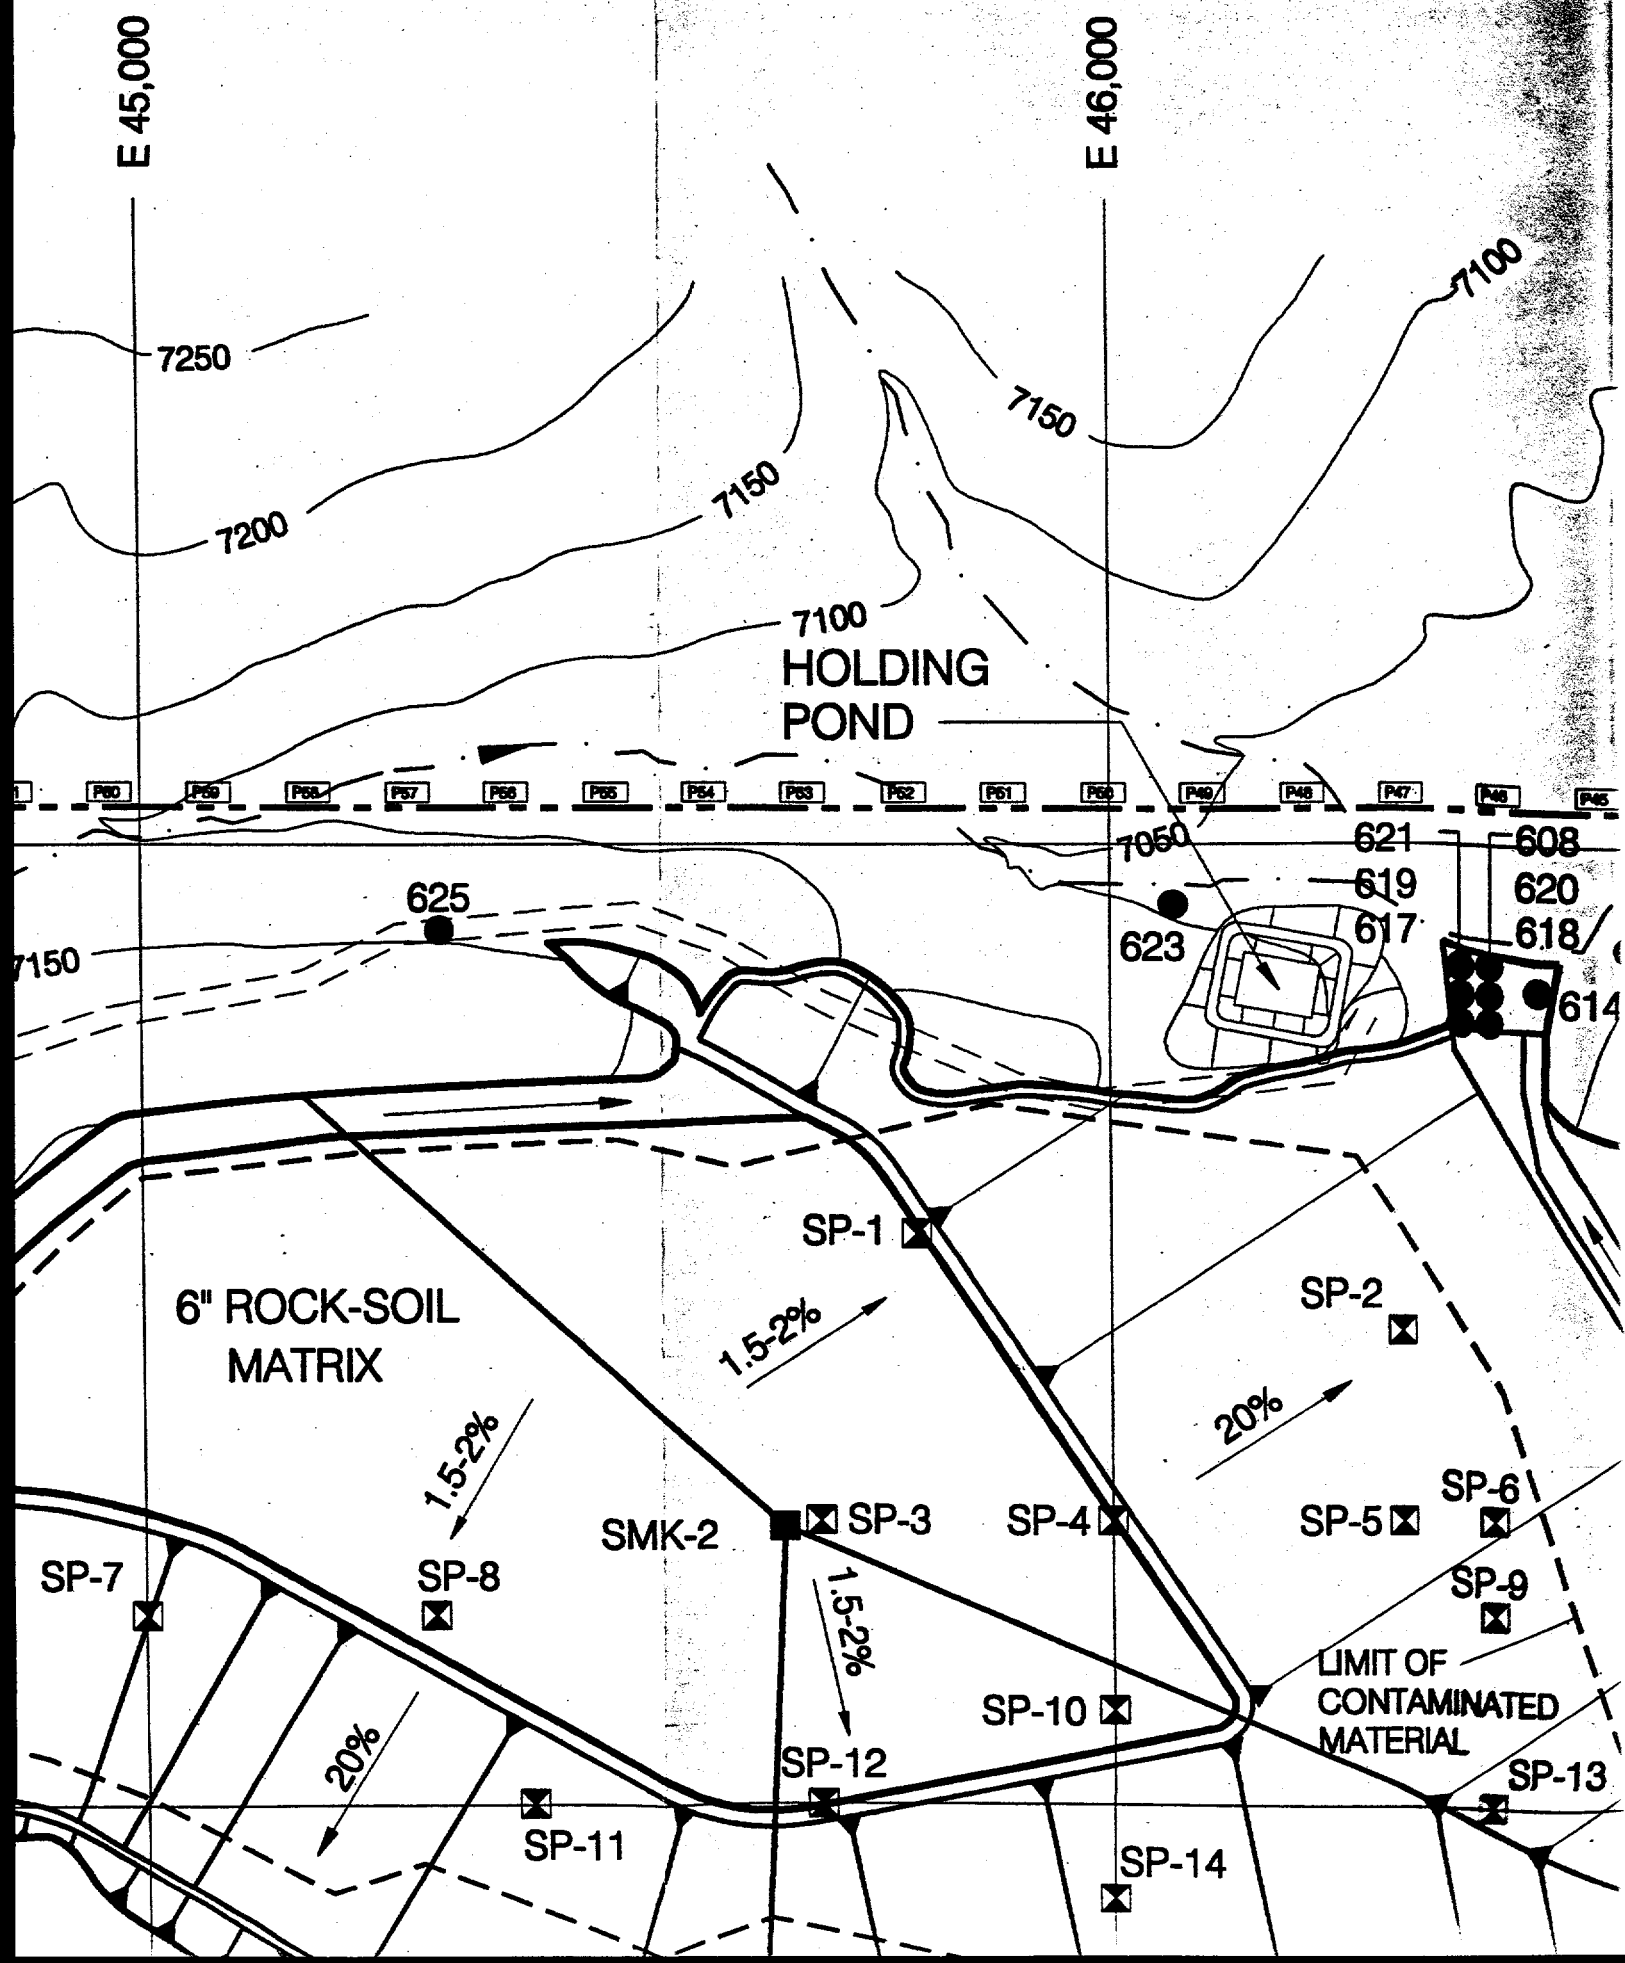 E 45,000
E 46,000
7100
7250
7150
7150
7200
7100
HOLDING
POND
P60
P59
P58
P57
P56
P55
P54
P53
P52
P51
P50
P49
P48
P47
P46
P45
7050
621
608
625
619
620
623
617
618
7150
614
SP-1
6" ROCK-SOIL
MATRIX
SP-2
1.5-2%
20%
1.5-2%
SP-6
SMK-2
SP-3
SP-4
SP-5
SP-7
SP-8
SP-9
1.5-2%
LIMIT OF
CONTAMINATED
MATERIAL
SP-10
20%
SP-12
SP-13
SP-11
SP-14